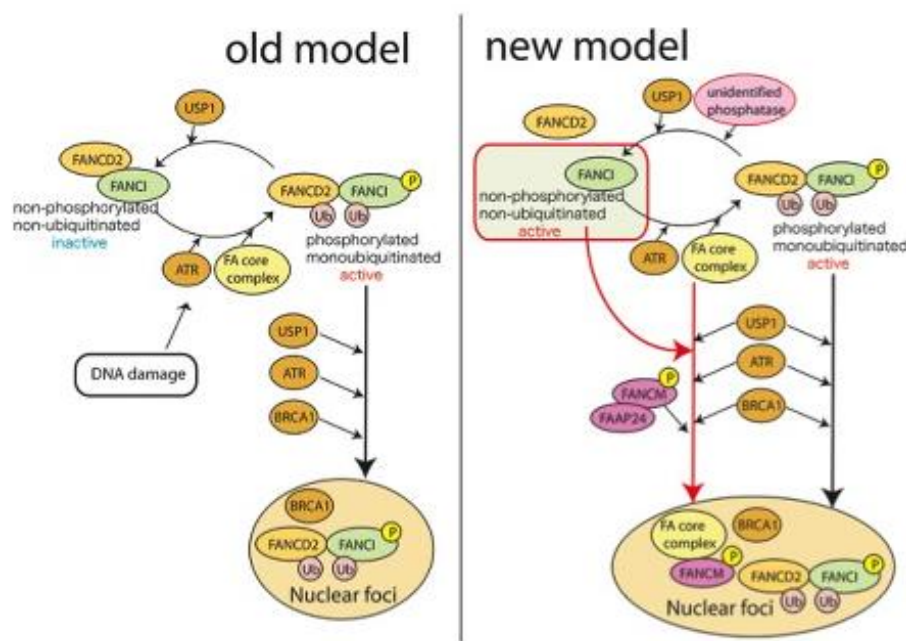 old model
USP1
FANCD2
FANCI
non-phosphorylated
non-ubiquitinated
inactive
FANCD2
FANCI
P
Ub
Ub
phosphorylated
monoubiquitinated
active
ATR
FA core
complex
DNA damage
USP1
ATR
BRCA1
BRCA1
FANCD2
FANCI
P
Ub
Ub
Nuclear foci
new model
USP1
unidentified
phosphatase
FANCD2
FANCI
non-phosphorylated
non-ubiquitinated
active
FANCD2
FANCI
P
Ub
Ub
phosphorylated
monoubiquitinated
active
ATR
FA core
complex
USP1
ATR
BRCA1
P
FANCM
FAAP24
FA core
complex
BRCA1
P
FANCM
FANCD2
FANCI
P
Ub
Ub
Nuclear foci